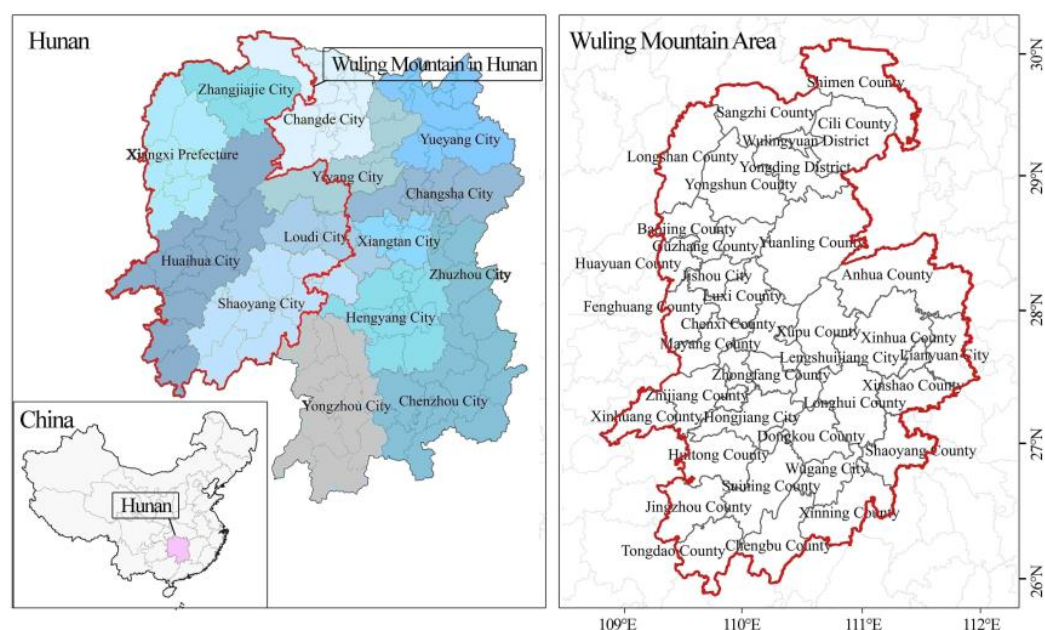 Hunan
Wuling Mountain in Hunan
Zhangjiajie City
Changde City
Yueyang City
Xiangxi Prefecture
Yiyang City
Changsha City
Loudi City
Xiangtan City
Huaihua City
Zhuzhou City
Shaoyang City
Hengyang City
Yongzhou City
Chenzhou City
China
Hunan
Wuling Mountain Area
Shimen County
Sangzhi County
Cili County
Wulingyuan District
Longshan County
Yongding District
Yongshun County
Baojing County
Guzhang County
Yuanling County
Huayuan County
Jishou City
Anhua County
Luxi County
Fenghuang County
Chenxi County
Xupu County
Xinhua County
Mayang County
Lengshuijiang City
Lianyuan City
Zhongfang County
Xinshao County
Zhijiang County
Longhui County
Xinhuang County
Hongjiang City
Dongkou County
Shaoyang County
Huitong County
Wugang City
Suining County
Jingzhou County
Xinning County
Tongdao County
Chengbu County
30°N
29°N
28°N
27°N
26°N
109°E
110°E
111°E
112°E